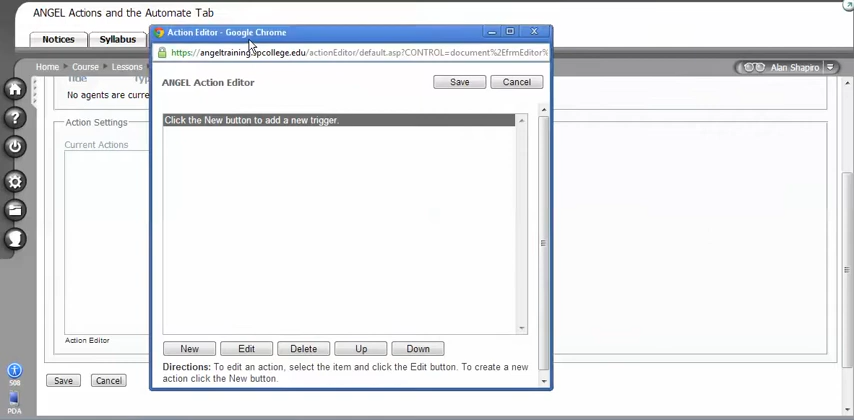 ANGEL Actions and the Automate Tab
Notices
Syllabus
Home » Course » Lessons
Alan Shapiro
Title
No agents are curre
Action Settings
Current Actions
Action Editor
Save Cancel
508
PDA
Action Editor - Google Chrome
https://angeltraining.spcollege.edu/actionEditor/default.asp?CONTROL=document%2EfrmEditor%
ANGEL Action Editor
Save Cancel
Click the New button to add a new trigger.
New Edit Delete Up Down
Directions: To edit an action, select the item and click the Edit button. To create a new
action click the New button.